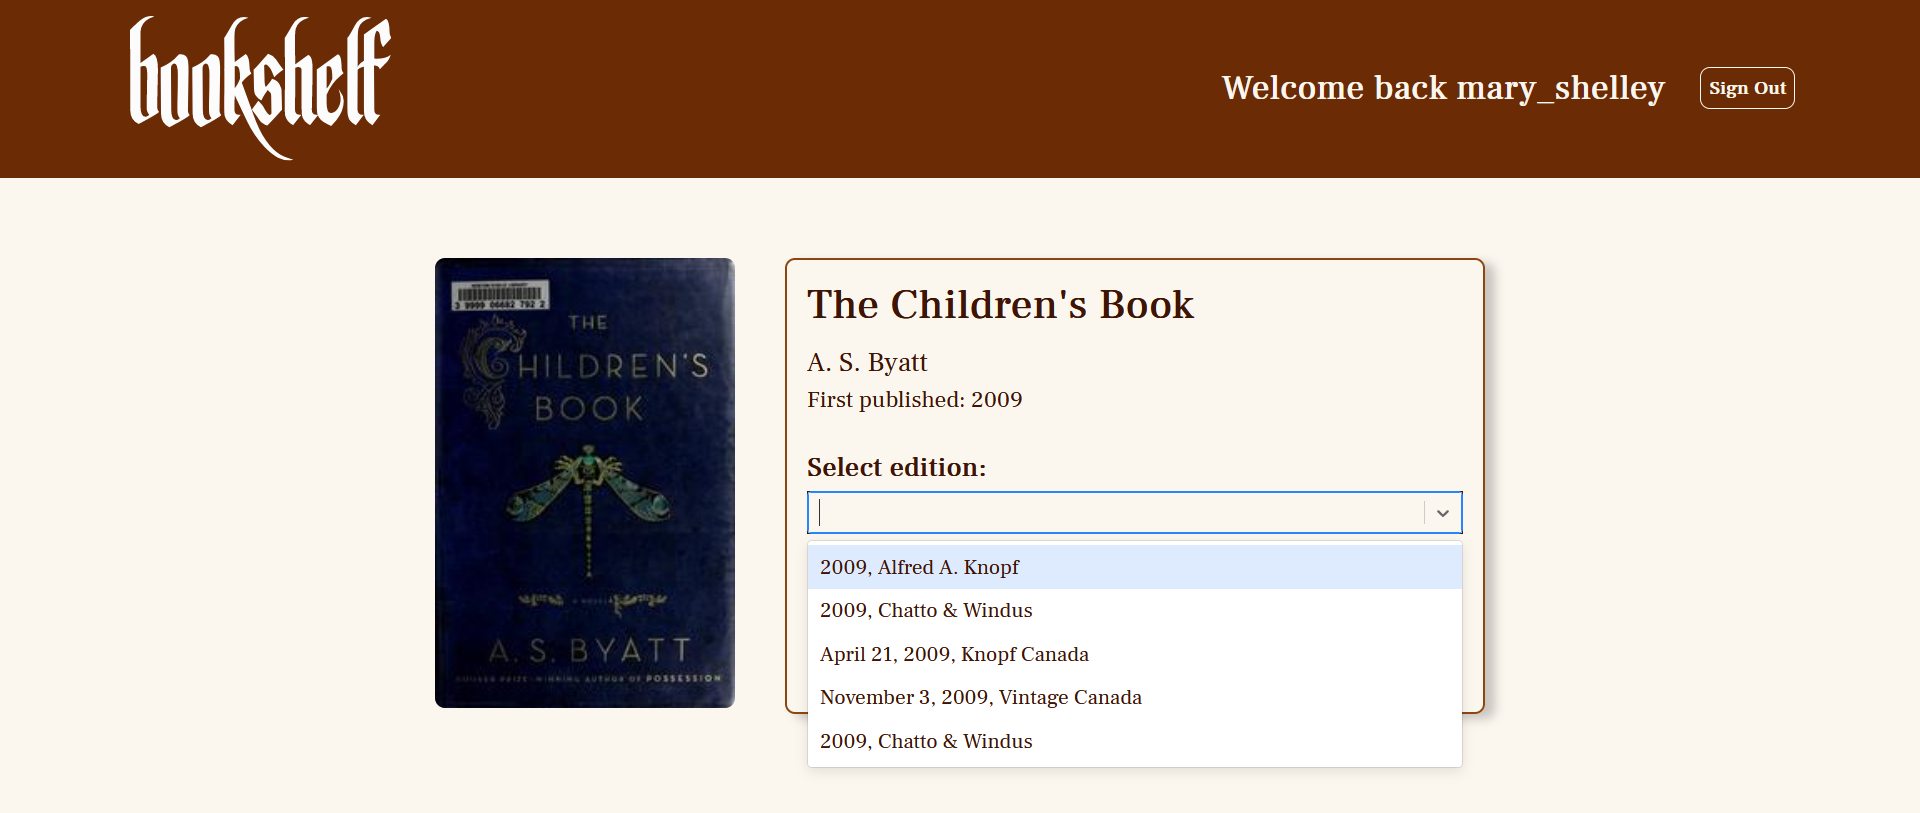 bookshelf
Welcome back mary_shelley
Sign Out
3 9999 06682 792 2
THE
CHILDREN'S
BOOK
A NOVEL
A. S. BYATT
BOOKER PRIZE-WINNING AUTHOR OF POSSESSION
The Children's Book
A. S. Byatt
First published: 2009
Select edition:
2009, Alfred A. Knopf
2009, Chatto & Windus
April 21, 2009, Knopf Canada
November 3, 2009, Vintage Canada
2009, Chatto & Windus